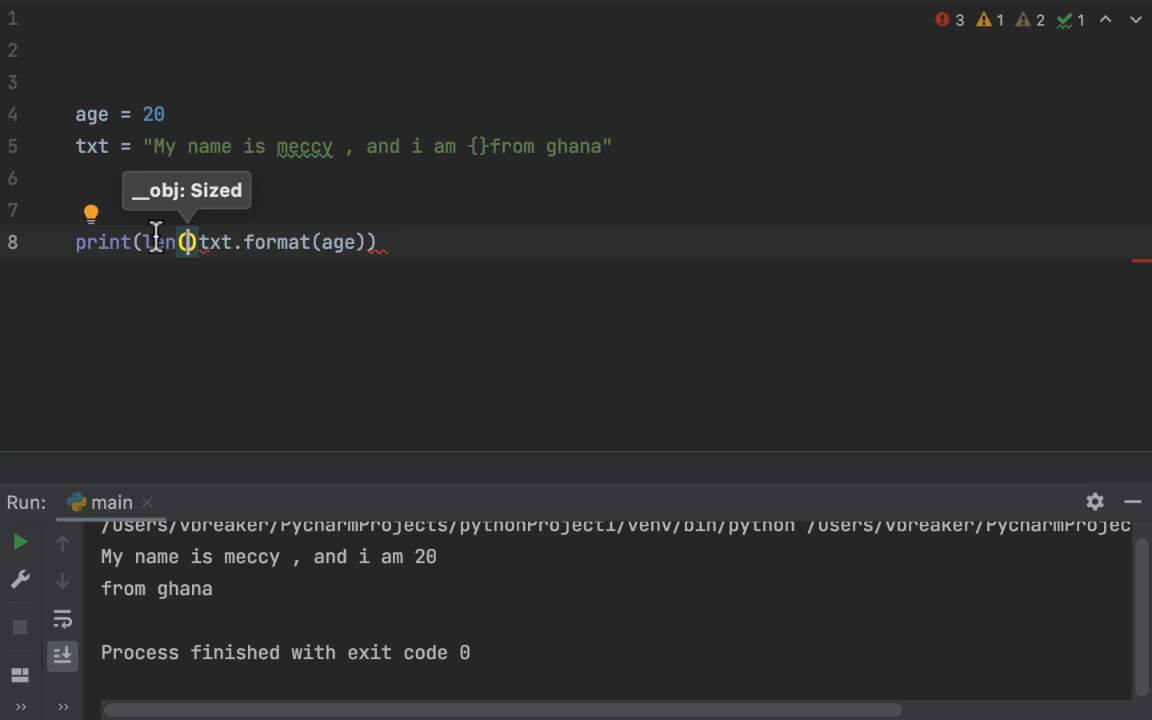 1
3
1
2
1
2
3
4
age = 20
5
txt = "My name is meccy , and i am {}from ghana"
6
__obj: Sized
7
8
print(len()txt.format(age))
Run:
main
/Users/vbreaker/PycharmProjects/pythonProject1/venv/bin/python /Users/vbreaker/PycharmProjec
My name is meccy , and i am 20
from ghana
Process finished with exit code 0